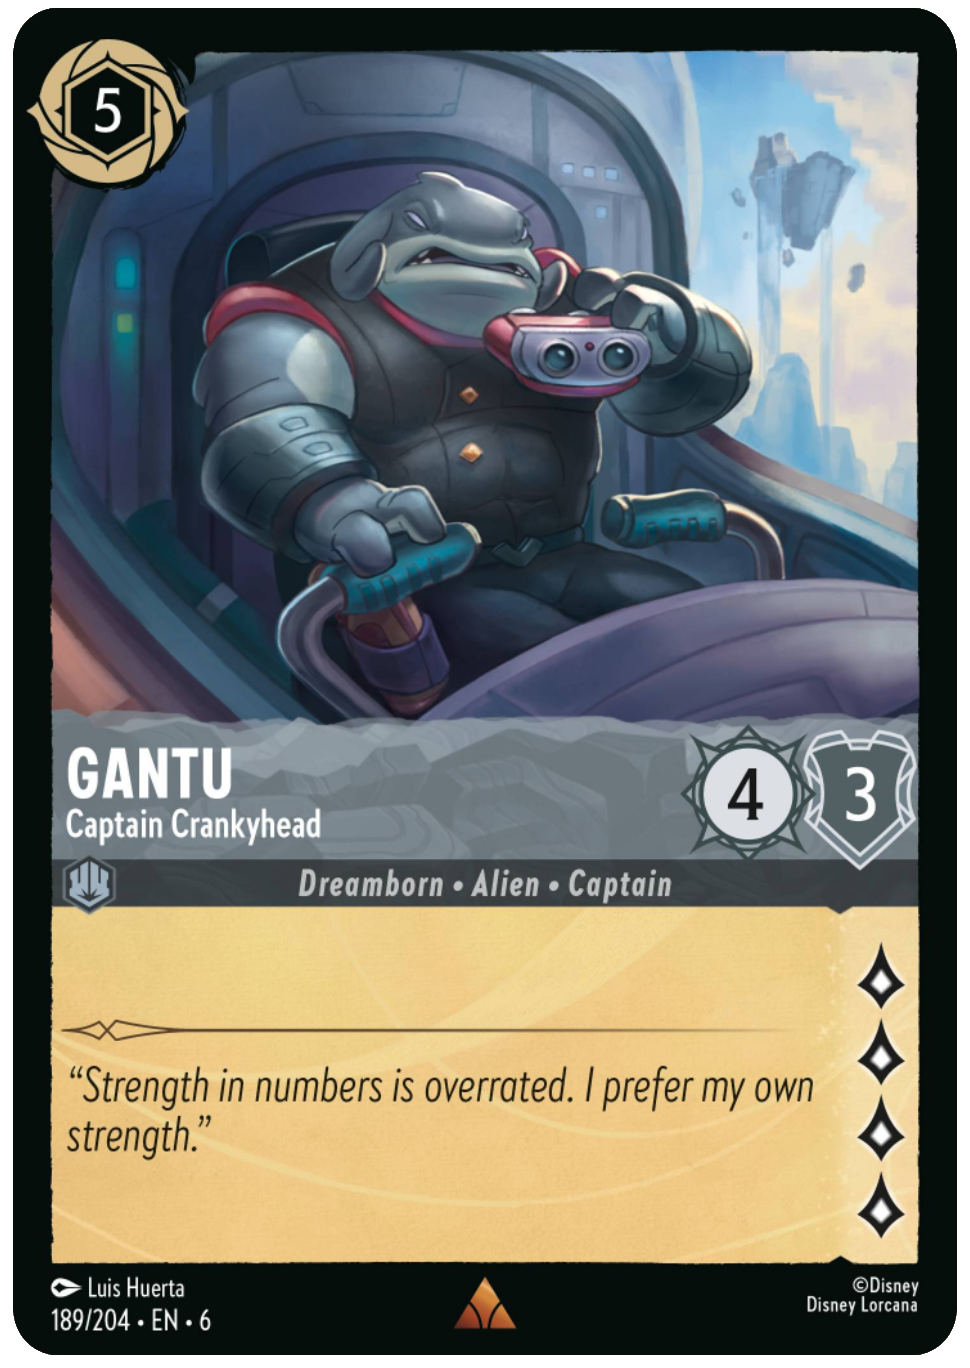 5
GANTU
Captain Crankyhead
4
3
Dreamborn • Alien • Captain
“Strength in numbers is overrated. I prefer my own
strength.”
Luis Huerta
189/204 • EN • 6
©Disney
Disney Lorcana